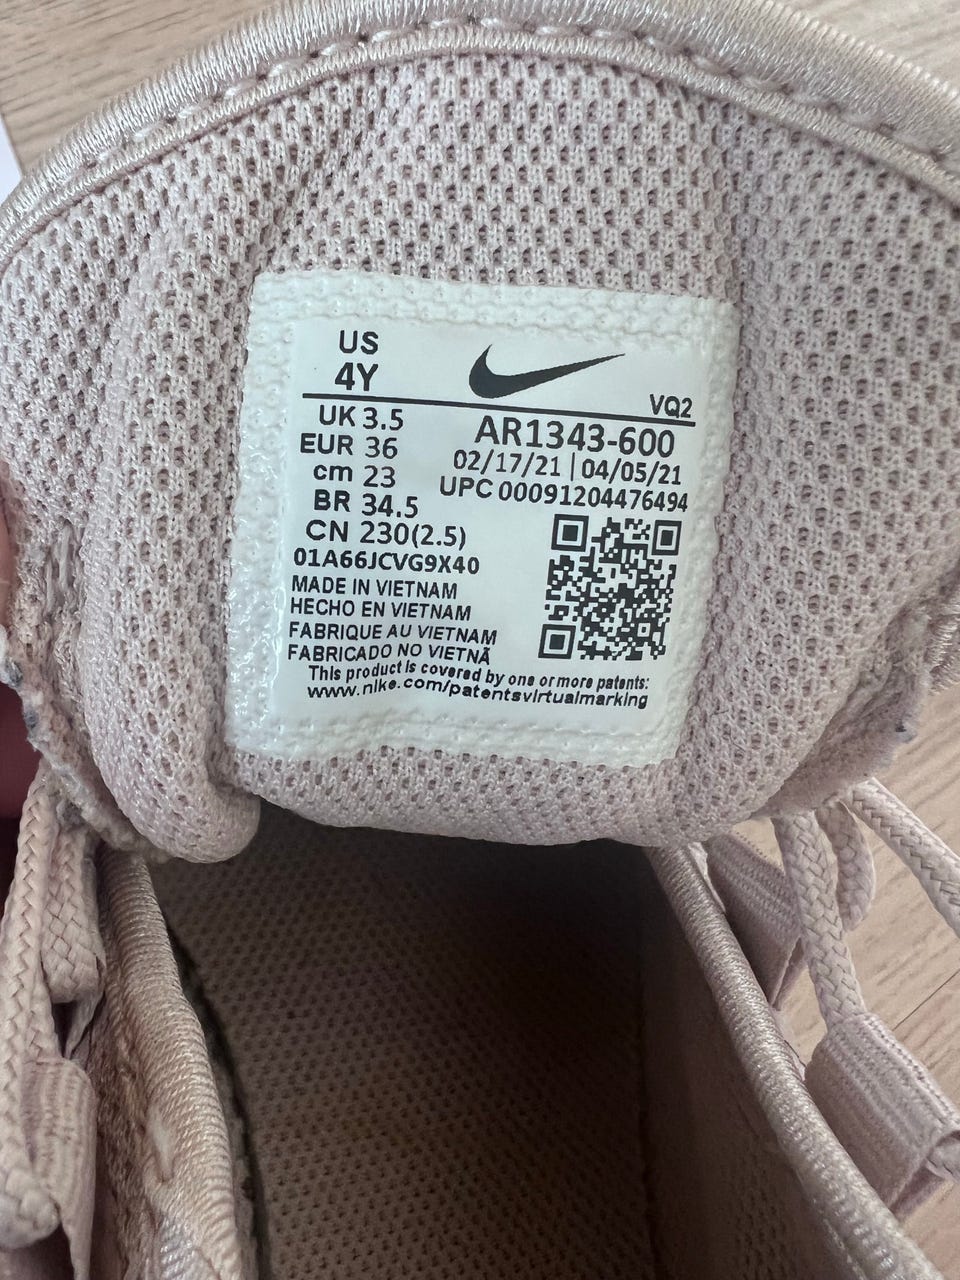 US
4Y
VQ2
UK 3.5
EUR 36
cm 23
BR 34.5
CN 230(2.5)
AR1343-600
02/17/21 | 04/05/21
UPC 00091204476494
01A66JCVG9X40
MADE IN VIETNAM
HECHO EN VIETNAM
FABRIQUE AU VIETNAM
FABRICADO NO VIETNÃ
This product is covered by one or more patents:
www.nike.com/patentsvirtualmarking